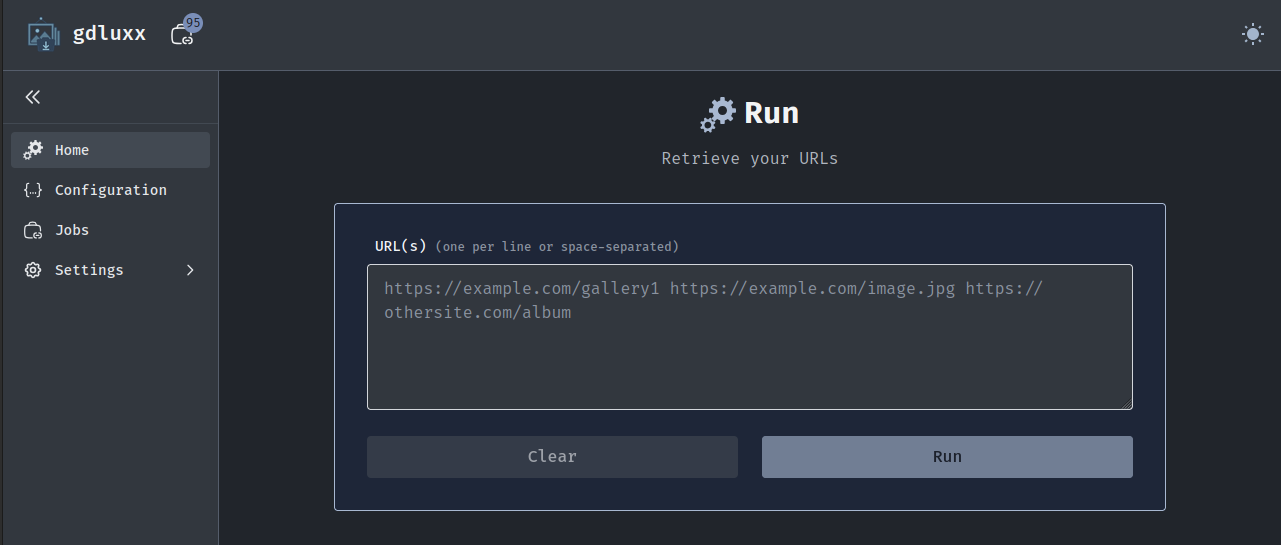 gdluxx
95
Home
Configuration
Jobs
Settings
Run
Retrieve your URLs
URL(s) (one per line or space-separated)
https://example.com/gallery1 https://example.com/image.jpg https://
othersite.com/album
Clear
Run